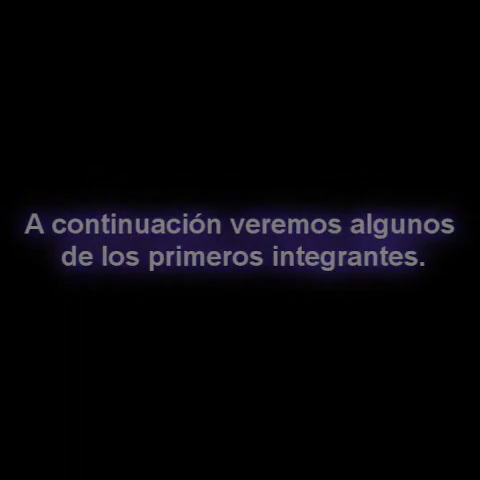 A continuación veremos algunos
de los primeros integrantes.